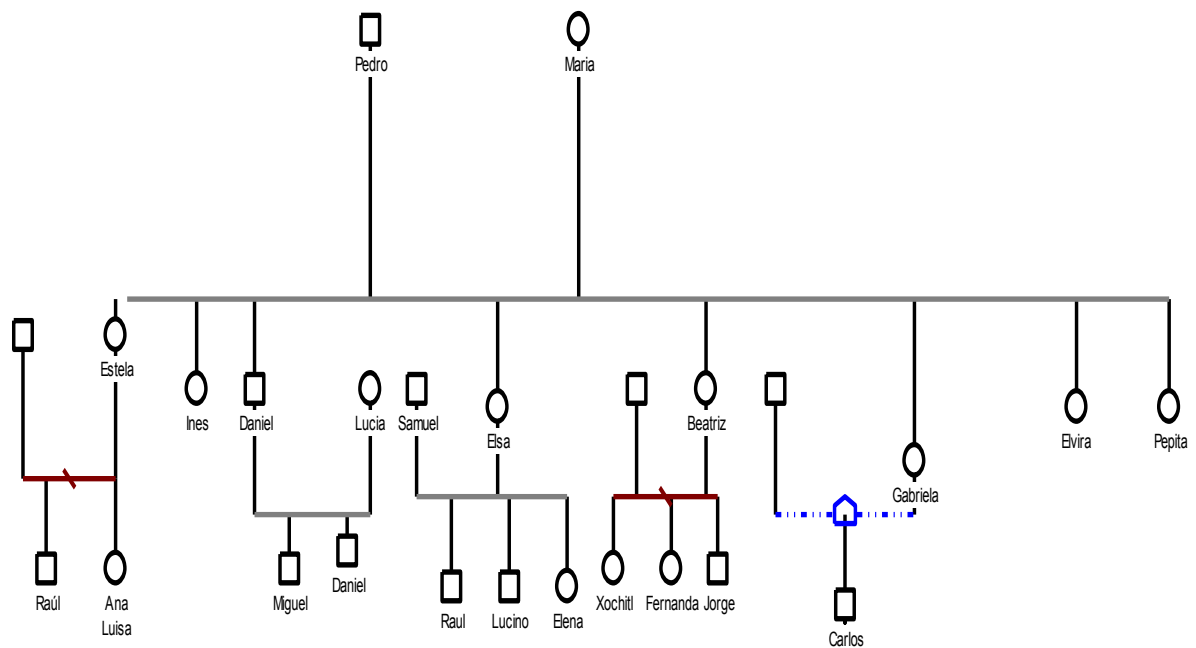 Pedro
Maria
Estela
Ines
Daniel
Lucia
Samuel
Elsa
Beatriz
Gabriela
Elvira
Pepita
Raúl
Ana
Luisa
Miguel
Daniel
Raul
Lucino
Elena
Xochitl
Fernanda
Jorge
Carlos